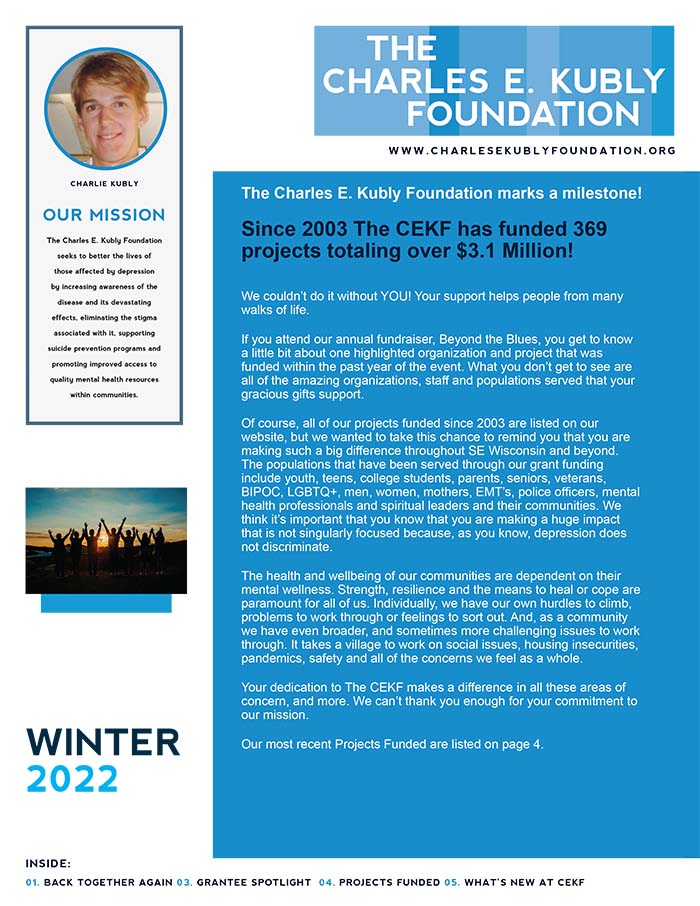 THE
CHARLES E. KUBLY
FOUNDATION
WWW.CHARLESEKUBLYFOUNDATION.ORG
CHARLIE KUBLY
OUR MISSION
The Charles E. Kubly Foundation
seeks to better the lives of
those affected by depression
by increasing awareness of the
disease and its devastating
effects, eliminating the stigma
associated with it, supporting
suicide prevention programs and
promoting improved access to
quality mental health resources
within communities.
The Charles E. Kubly Foundation marks a milestone!
Since 2003 The CEKF has funded 369
projects totaling over $3.1 Million!
We couldn't do it without YOU! Your support helps people from many
walks of life.
If you attend our annual fundraiser, Beyond the Blues, you get to know
a little bit about one highlighted organization and project that was
funded within the past year of the event. What you don't get to see are
all of the amazing organizations, staff and populations served that your
gracious gifts support.
Of course, all of our projects funded since 2003 are listed on our
website, but we wanted to take this chance to remind you that you are
making such a big difference throughout SE Wisconsin and beyond.
The populations that have been served through our grant funding
include youth, teens, college students, parents, seniors, veterans,
BIPOC, LGBTQ+, men, women, mothers, EMT's, police officers, mental
health professionals and spiritual leaders and their communities. We
think it's important that you know that you are making a huge impact
that is not singularly focused because, as you know, depression does
not discriminate.
The health and wellbeing of our communities are dependent on their
mental wellness. Strength, resilience and the means to heal or cope are
paramount for all of us. Individually, we have our own hurdles to climb,
problems to work through or feelings to sort out. And, as a community
we have even broader, and sometimes more challenging issues to work
through. It takes a village to work on social issues, housing insecurities,
pandemics, safety and all of the concerns we feel as a whole.
Your dedication to The CEKF makes a difference in all these areas of
concern, and more. We can't thank you enough for your commitment to
our mission.
Our most recent Projects Funded are listed on page 4.
WINTER
2022
INSIDE:
01. BACK TOGETHER AGAIN 03. GRANTEE SPOTLIGHT 04. PROJECTS FUNDED 05. WHAT'S NEW AT CEKF